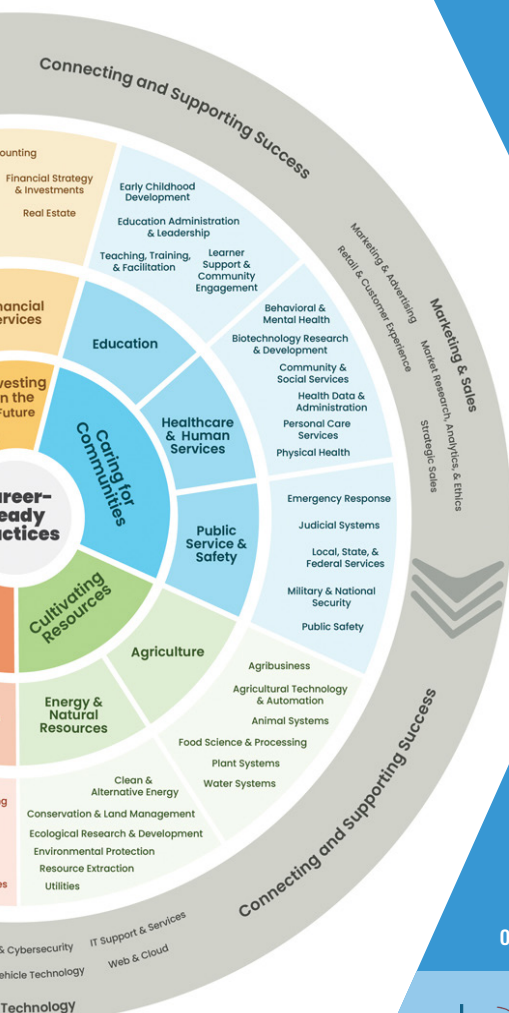 Connecting and Supporting Success
ounting
Financial Strategy
& Investments
Real Estate
Early Childhood
Development
Education Administration
& Leadership
Teaching, Training,
& Facilitation
Learner
Support &
Community
Engagement
Behavioral &
Mental Health
Biotechnology Research
& Development
Community &
Social Services
Health Data &
Administration
Personal Care
Services
Physical Health
Marketing & Advertising
Retail & Customer Experience
Marketing & Sales
Market Research, Analytics, & Ethics
Strategic Sales
nancial
ervices
Education
Healthcare
& Human
Services
Public
Service &
Safety
vesting
n the
Future
Caring for
Communities
areer-
eady
actices
Emergency Response
Judicial Systems
Local, State, &
Federal Services
Military & National
Security
Public Safety
Cultivating
Resources
Agriculture
Energy &
Natural
Resources
Agribusiness
Agricultural Technology
& Automation
Animal Systems
Food Science & Processing
Plant Systems
Water Systems
Clean &
Alternative Energy
Conservation & Land Management
Ecological Research & Development
Environmental Protection
Resource Extraction
Utilities
g
es
Connecting and Supporting Success
& Cybersecurity
IT Support & Services
ehicle Technology
Web & Cloud
Technology
0